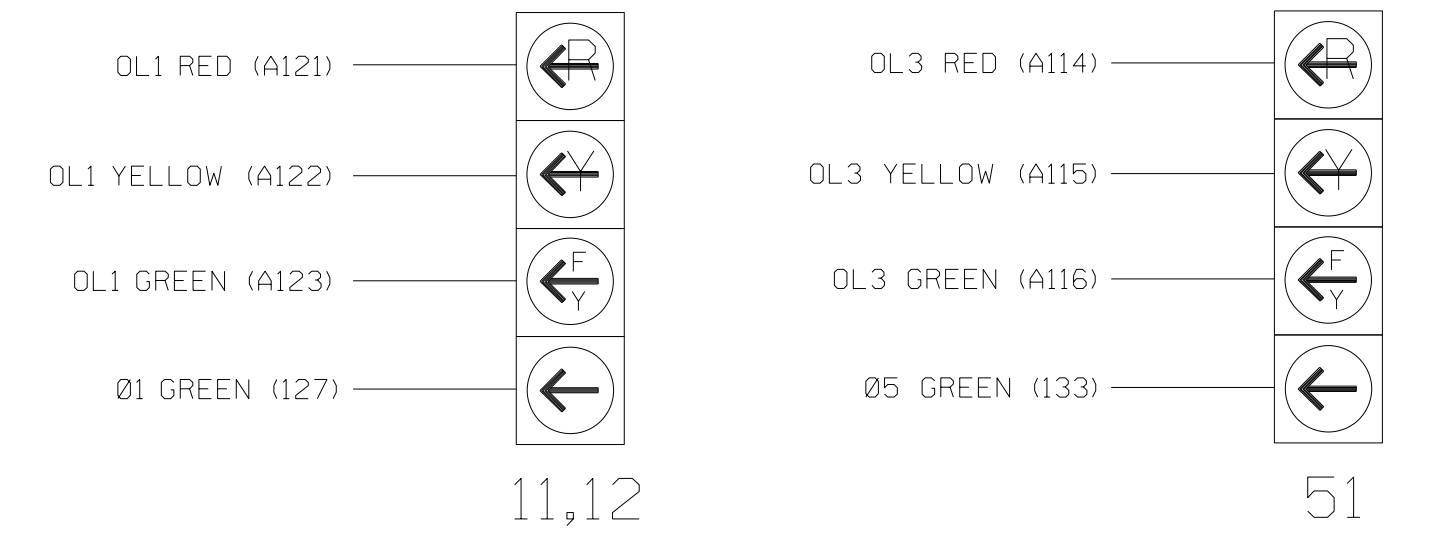 OL1 RED (A121)
R
OL1 YELLOW (A122)
Y
OL1 GREEN (A123)
F
Y
Ø1 GREEN (127)
11,12
OL3 RED (A114)
R
OL3 YELLOW (A115)
Y
OL3 GREEN (A116)
F
Y
Ø5 GREEN (133)
51